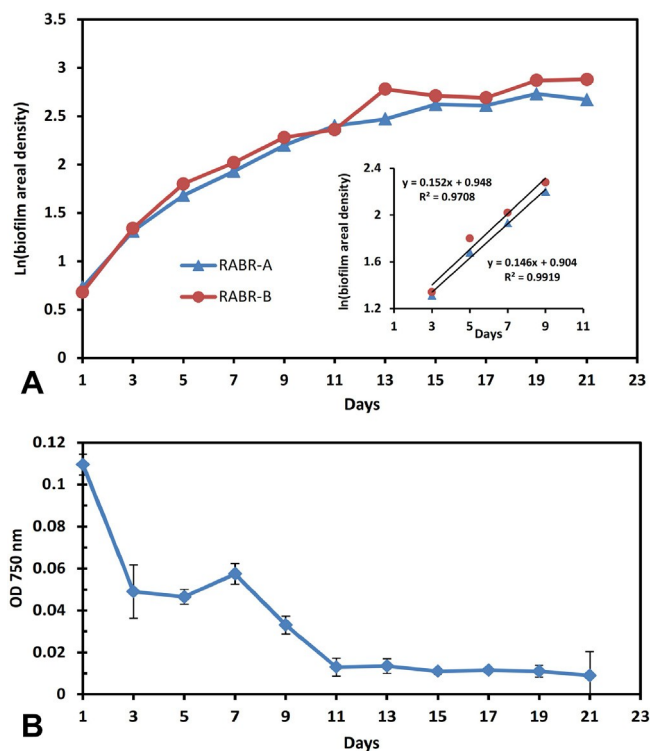 3.5
3
2.5
2
1.5
1
0.5
0
Ln(biofilm areal density)
RABR-A
RABR-B
2.4
2
1.6
1.2
ln(biofilm areal density)
y = 0.152x + 0.948
R² = 0.9708
y = 0.146x + 0.904
R² = 0.9919
1 3 5 7 9 11
Days
1 3 5 7 9 11 13 15 17 19 21 23
Days
A
0.12
0.1
0.08
0.06
0.04
0.02
0
OD 750 nm
1 3 5 7 9 11 13 15 17 19 21 23
Days
B